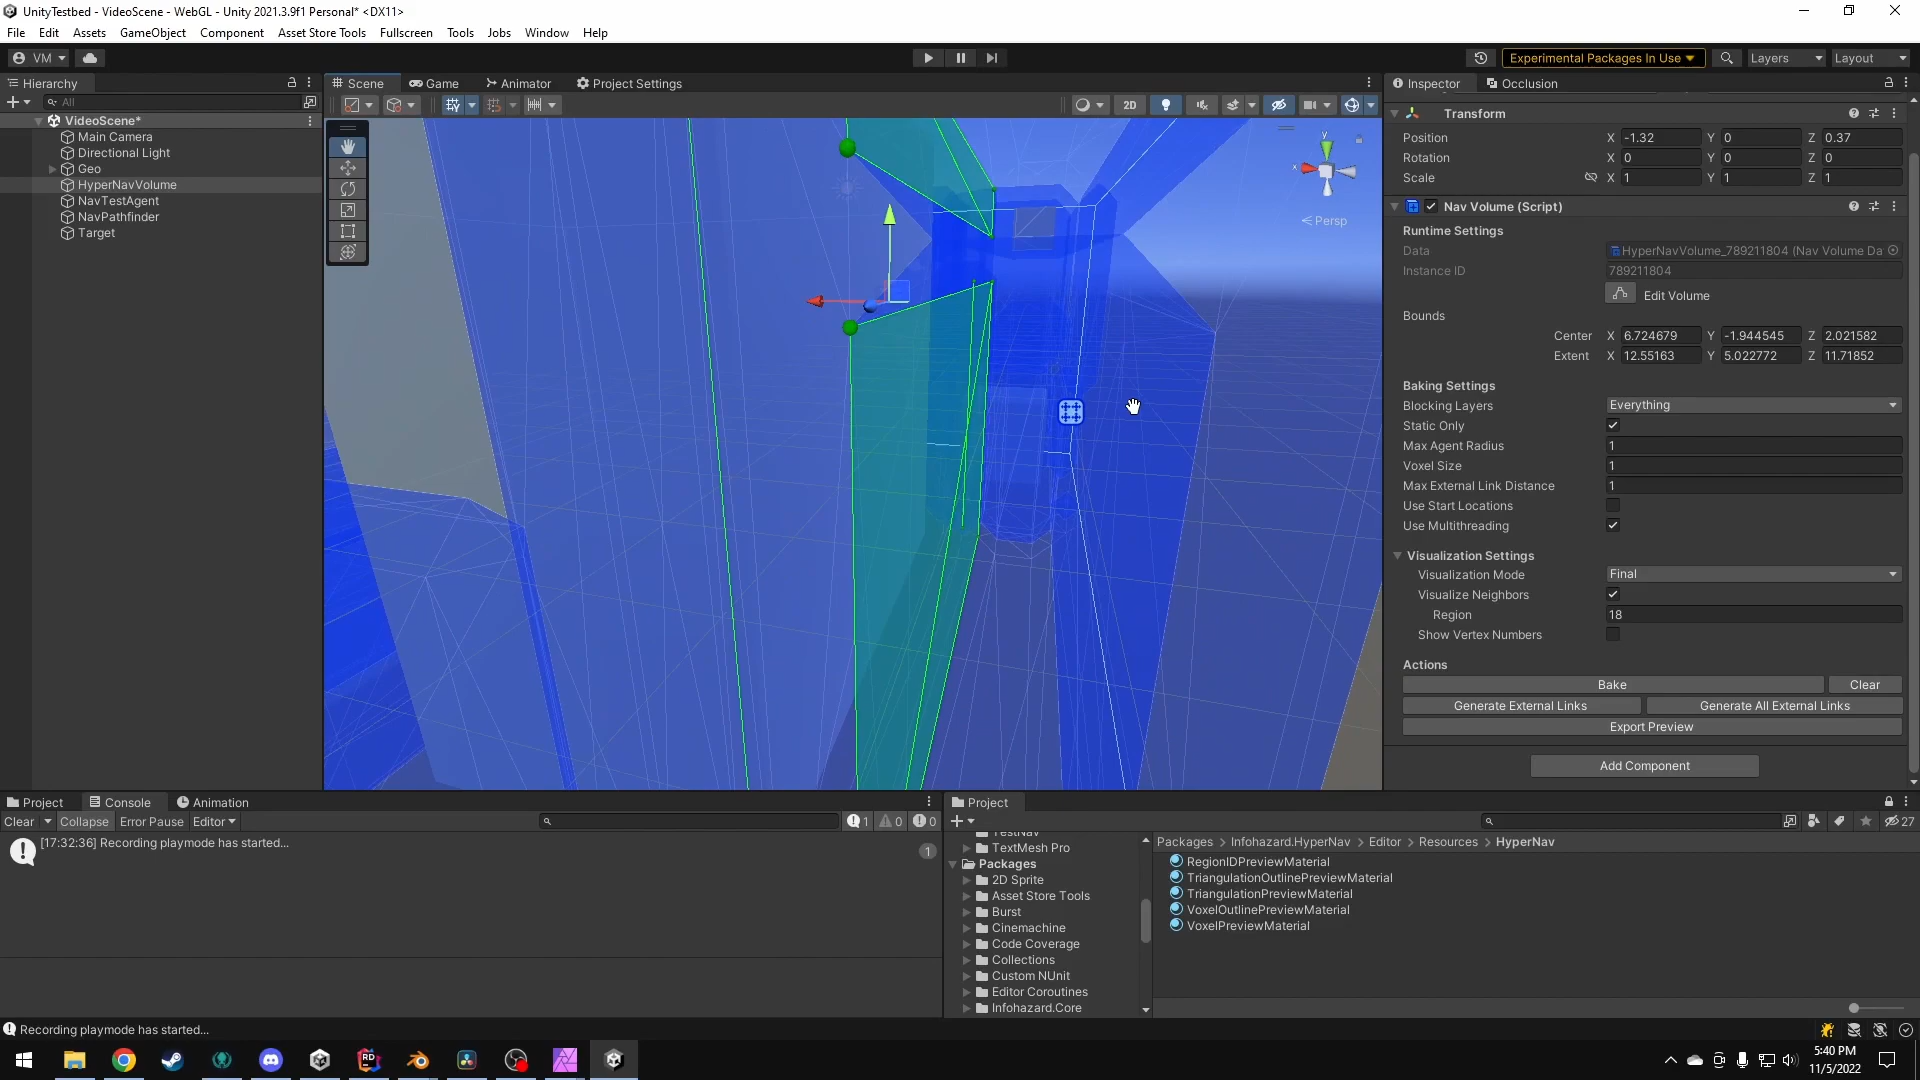 UnityTestbed - VideoScene - WebGL - Unity 2021.3.9f1 Personal* <DX11>
File Edit Assets GameObject Component Asset Store Tools Fullscreen Tools Jobs Window Help
VM
Experimental Packages In Use
Layers
Layout
Hierarchy
All
VideoScene*
Main Camera
Directional Light
Geo
HyperNavVolume
NavTestAgent
NavPathfinder
Target
Scene Game Animator Project Settings
2D
y
x
Persp
Inspector Occlusion
Transform
Position X -1.32 Y 0 Z 0.37
Rotation X 0 Y 0 Z 0
Scale X 1 Y 1 Z 1
Nav Volume (Script)
Runtime Settings
Data HyperNavVolume_789211804 (Nav Volume Da
Instance ID 789211804
Edit Volume
Bounds
Center X 6.724679 Y -1.944545 Z 2.021582
Extent X 12.55163 Y 5.022772 Z 11.71852
Baking Settings
Blocking Layers Everything
Static Only
Max Agent Radius 1
Voxel Size 1
Max External Link Distance 1
Use Start Locations
Use Multithreading
Visualization Settings
Visualization Mode Final
Visualize Neighbors
Region 18
Show Vertex Numbers
Actions
Bake Clear
Generate External Links Generate All External Links
Export Preview
Add Component
Project Console Animation
Clear Collapse Error Pause Editor
1 0 0
[17:32:36] Recording playmode has started...
1
Project
27
TestNav
TextMesh Pro
Packages
2D Sprite
Asset Store Tools
Burst
Cinemachine
Code Coverage
Collections
Custom NUnit
Editor Coroutines
Infohazard.Core
Packages > Infohazard.HyperNav > Editor > Resources > HyperNav
RegionIDPreviewMaterial
TriangulationOutlinePreviewMaterial
TriangulationPreviewMaterial
VoxelOutlinePreviewMaterial
VoxelPreviewMaterial
Recording playmode has started...
RD
5:40 PM
11/5/2022